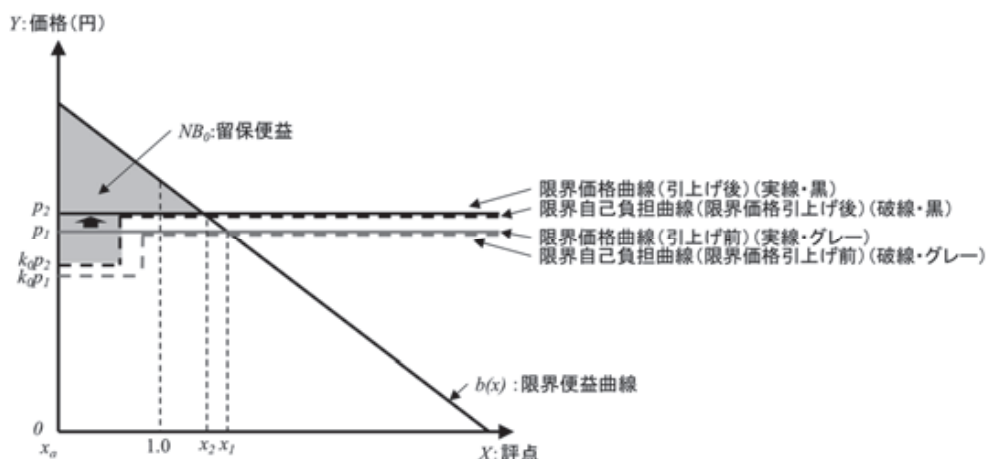 Y:価格(円)
NB₀:留保便益
限界価格曲線(引上げ後)(実線・黒)
限界自己負担曲線(限界価格引上げ後)(破線・黒)
限界価格曲線(引上げ前)(実線・グレー)
限界自己負担曲線(限界価格引上げ前)(破線・グレー)
p₂
p₁
k₀p₂
k₀p₁
b(x):限界便益曲線
0
xₐ
1.0
x₂ x₁
X:評点